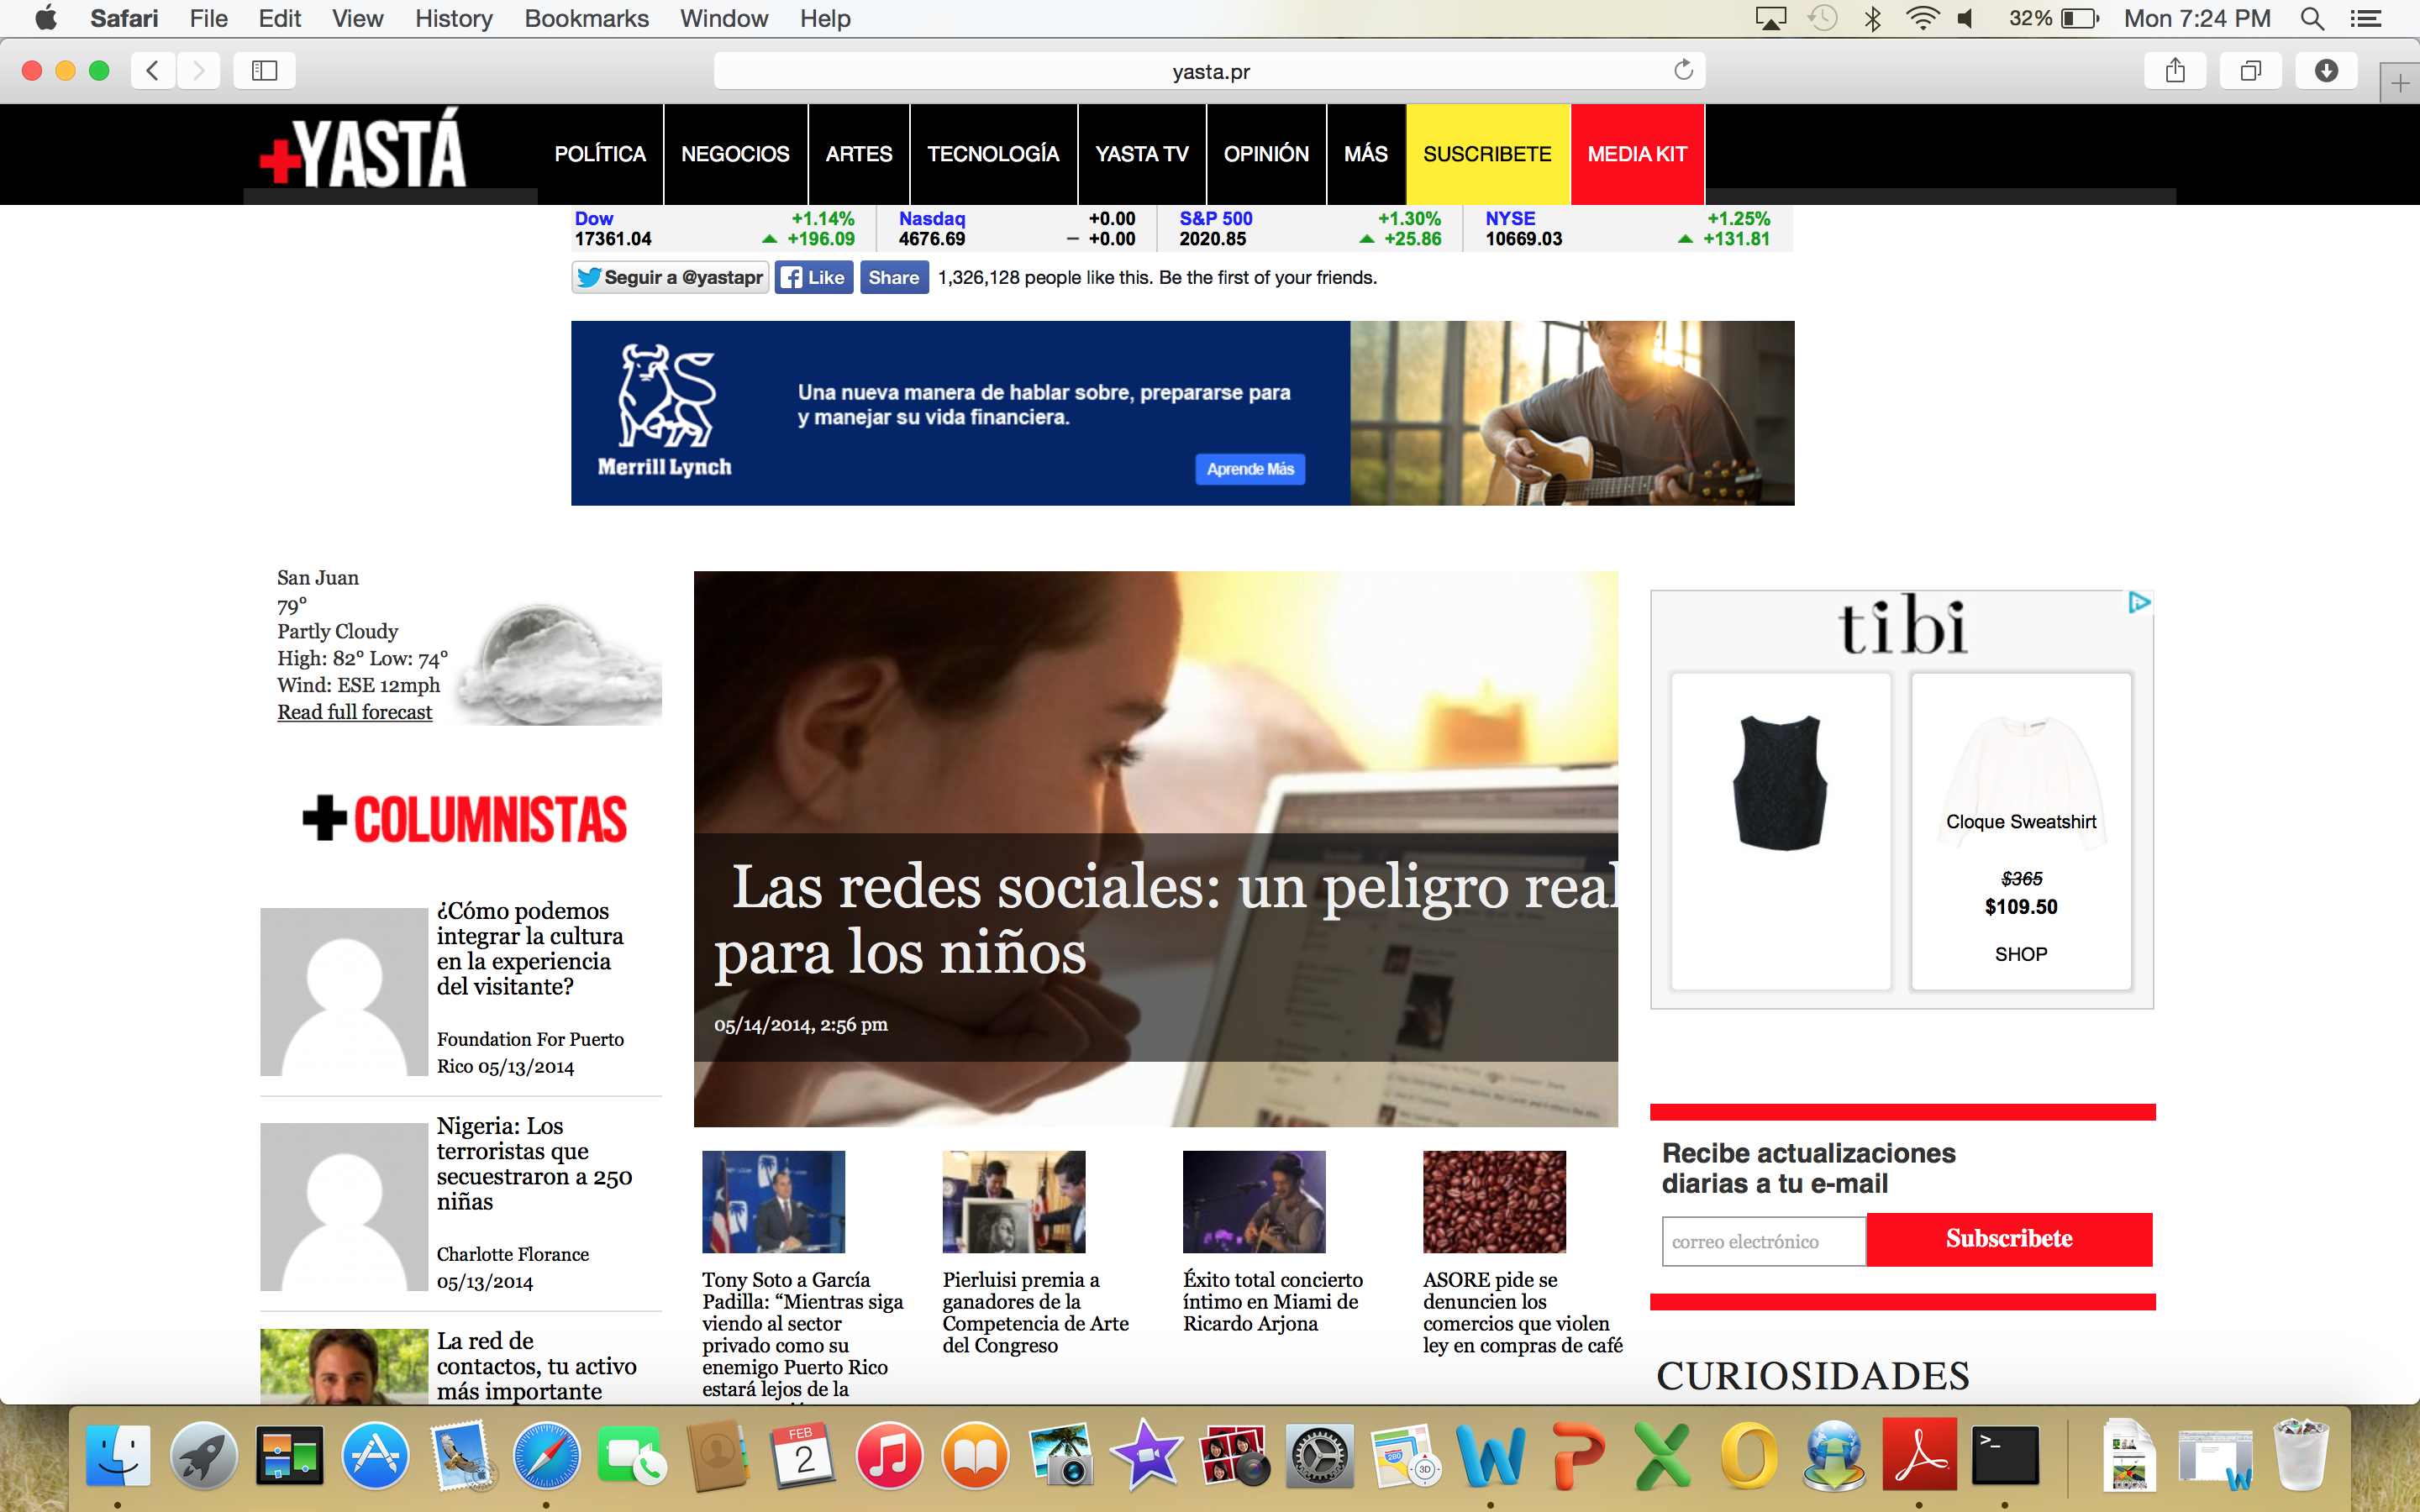 Safari File Edit View History Bookmarks Window Help
32% Mon 7:24 PM
yasta.pr
+YASTÁ
POLÍTICA NEGOCIOS ARTES TECNOLOGÍA YASTA TV OPINIÓN MÁS SUSCRIBETE MEDIA KIT
Dow +1.14%
17361.04 +196.09
Nasdaq +0.00
4676.69 +0.00
S&P 500 +1.30%
2020.85 +25.86
NYSE +1.25%
10669.03 +131.81
Seguir a @yastapr Like Share 1,326,128 people like this. Be the first of your friends.
Merrill Lynch
Una nueva manera de hablar sobre, prepararse para
y manejar su vida financiera.
Aprende Más
San Juan
79°
Partly Cloudy
High: 82° Low: 74°
Wind: ESE 12mph
Read full forecast
+COLUMNISTAS
¿Cómo podemos
integrar la cultura
en la experiencia
del visitante?
Foundation For Puerto
Rico 05/13/2014
Nigeria: Los
terroristas que
secuestraron a 250
niñas
Charlotte Florance
05/13/2014
La red de
contactos, tu activo
más importante
Las redes sociales: un peligro real
para los niños
05/14/2014, 2:56 pm
Tony Soto a García
Padilla: “Mientras siga
viendo al sector
privado como su
enemigo Puerto Rico
estará lejos de la
Pierluisi premia a
ganadores de la
Competencia de Arte
del Congreso
Éxito total concierto
íntimo en Miami de
Ricardo Arjona
ASORE pide se
denuncien los
comercios que violen
ley en compras de café
tibi
Cloque Sweatshirt
$365
$109.50
SHOP
Recibe actualizaciones
diarias a tu e-mail
correo electrónico
Subscribete
CURIOSIDADES
FEB
2
280
3D
W P X O
>_
W